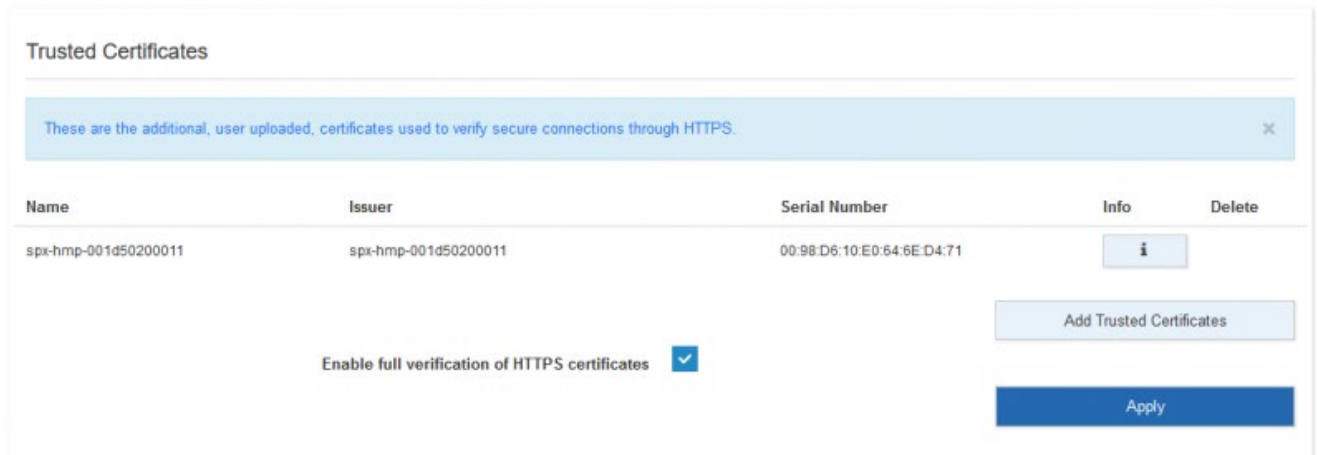 Trusted Certificates
These are the additional, user uploaded, certificates used to verify secure connections through HTTPS. ×
Name Issuer Serial Number Info Delete
spx-hmp-001d50200011 spx-hmp-001d50200011 00:98:D6:10:E0:64:6E:D4:71 i
Add Trusted Certificates
Enable full verification of HTTPS certificates
Apply